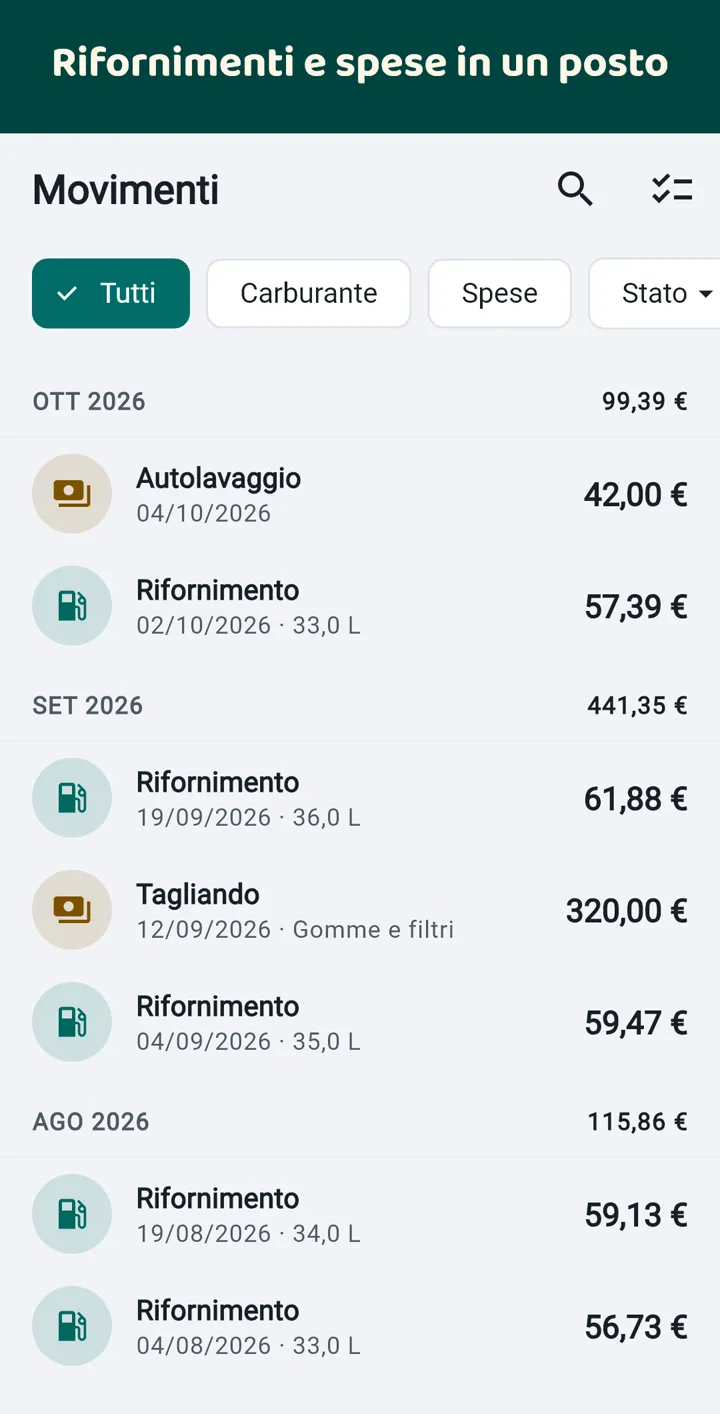 Rifornimenti e spese in un posto
Movimenti
Tutti Carburante Spese Stato
OTT 2026 99,39 €
Autolavaggio
04/10/2026
42,00 €
Rifornimento
02/10/2026 · 33,0 L
57,39 €
SET 2026 441,35 €
Rifornimento
19/09/2026 · 36,0 L
61,88 €
Tagliando
12/09/2026 · Gomme e filtri
320,00 €
Rifornimento
04/09/2026 · 35,0 L
59,47 €
AGO 2026 115,86 €
Rifornimento
19/08/2026 · 34,0 L
59,13 €
Rifornimento
04/08/2026 · 33,0 L
56,73 €